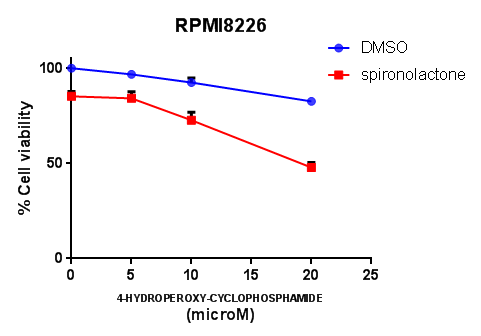 RPMI8226
DMSO
spironolactone
% Cell viability
100
50
0
0 5 10 15 20 25
4-HYDROPEROXY-CYCLOPHOSPHAMIDE
(microM)